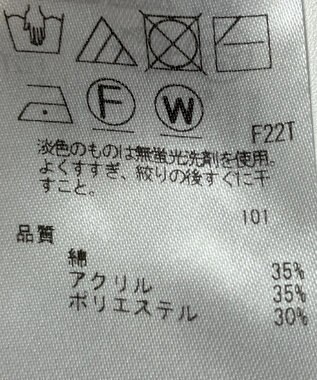 F W
F22T
淡色のものは無蛍光洗剤を使用。
よくすすぎ、絞りの後すぐに干
すこと。
101
品質
綿 35%
アクリル 35%
ポリエステル 30%